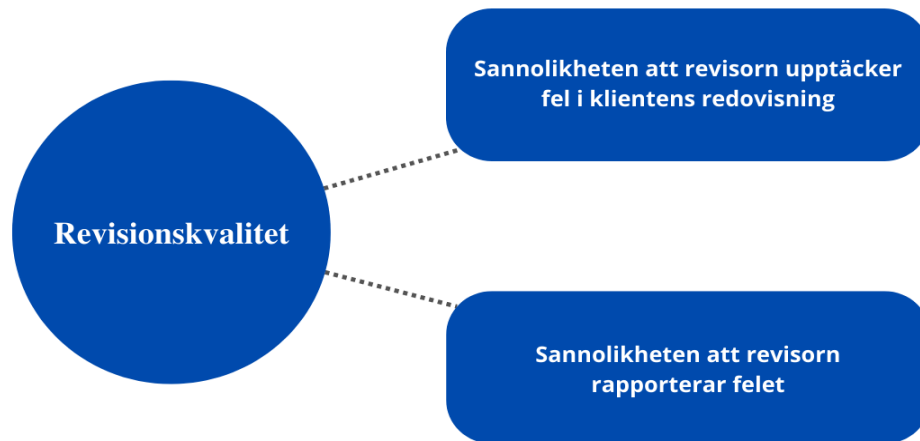 Sannolikheten att revisorn upptäcker
fel i klientens redovisning
Revisionskvalitet
Sannolikheten att revisorn
rapporterar felet